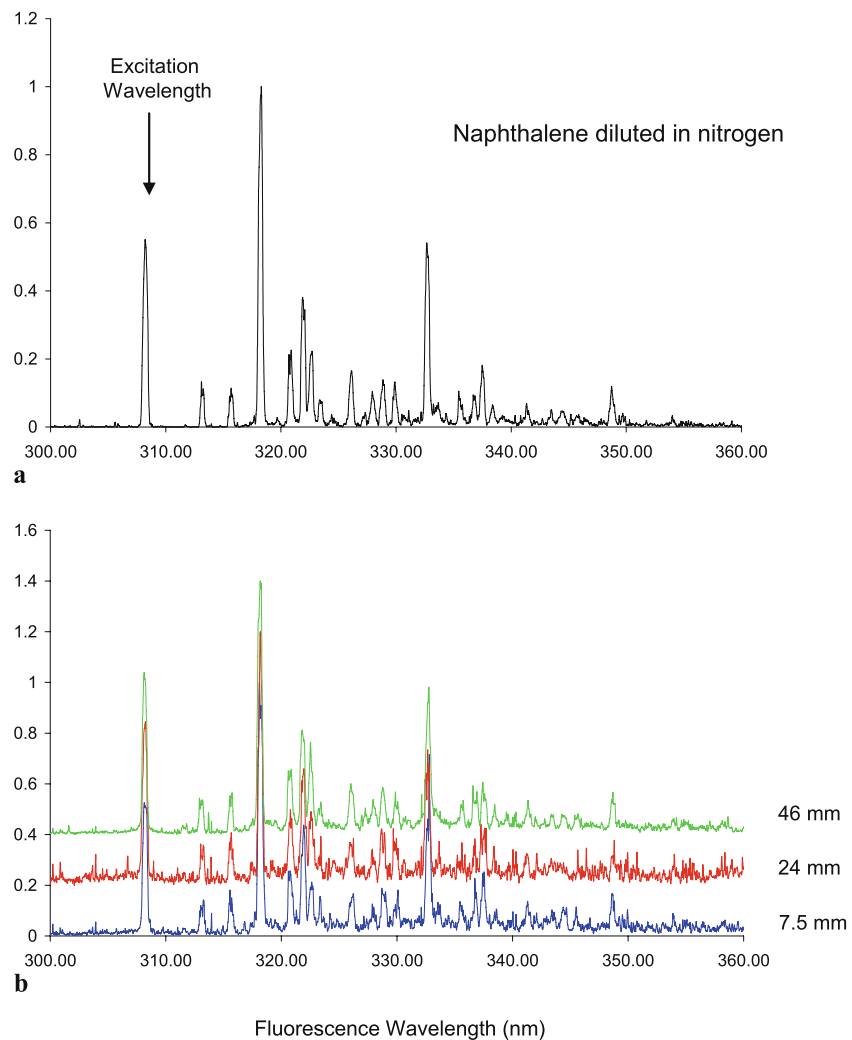 1.2
Excitation
Wavelength
1
Naphthalene diluted in nitrogen
0.8
0.6
0.4
0.2
0
300.00 310.00 320.00 330.00 340.00 350.00 360.00
a
1.6
1.4
1.2
1
0.8
0.6
46 mm
0.4
24 mm
0.2
7.5 mm
0
300.00 310.00 320.00 330.00 340.00 350.00 360.00
b
Fluorescence Wavelength (nm)